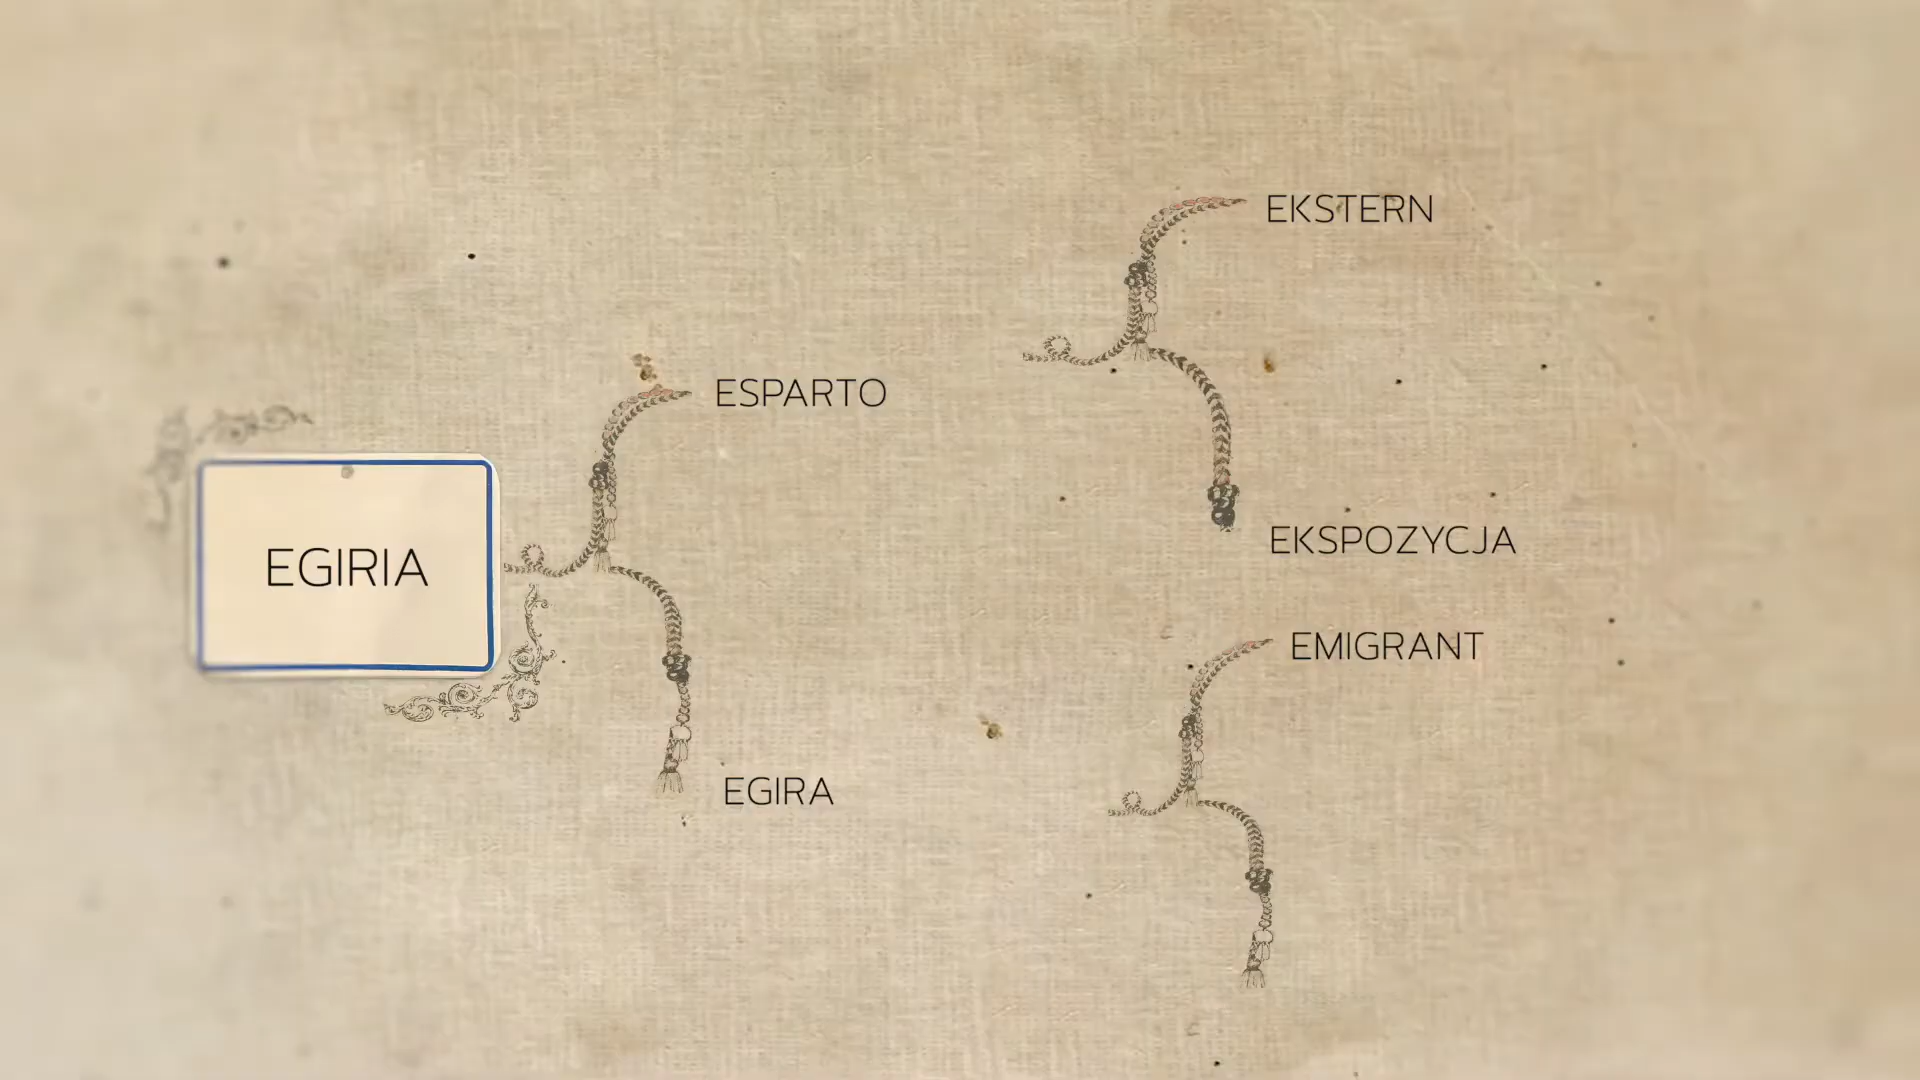 EGIRIA
ESPARTO
EGIRA
EKSTERN
EKSPOZYCJA
EMIGRANT